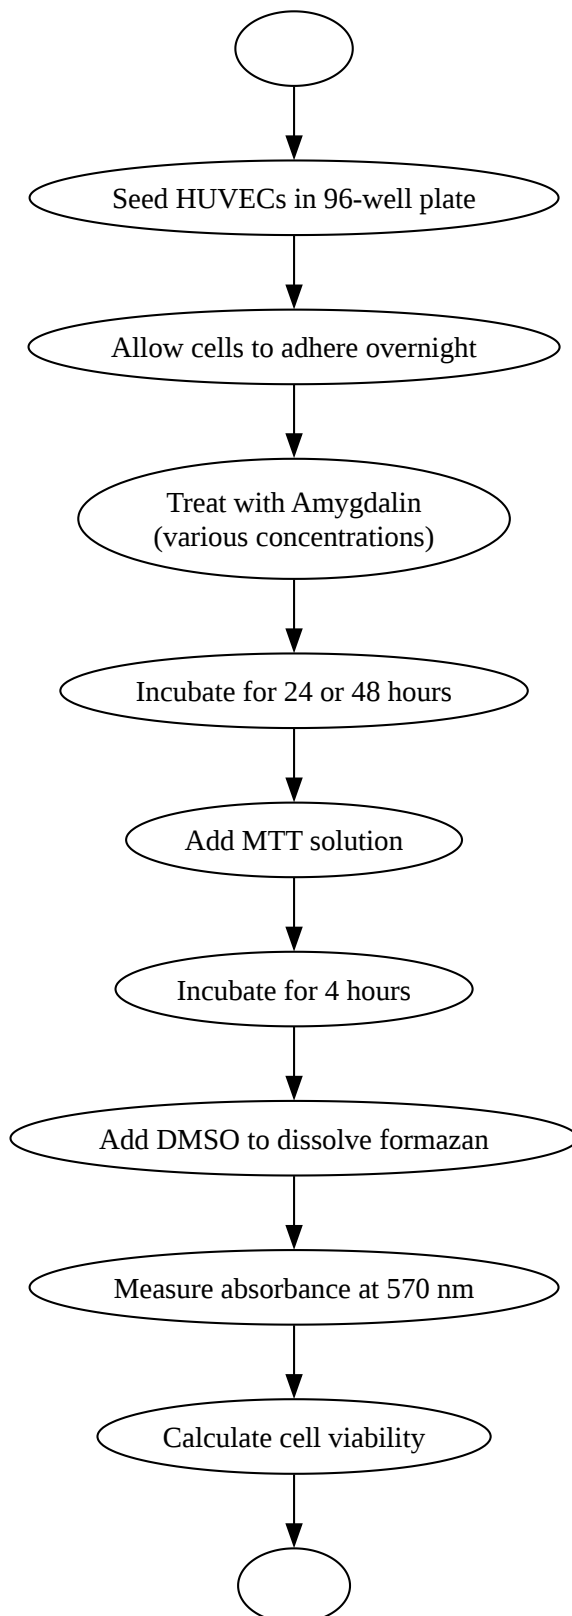 Seed HUVECs in 96-well plate
Allow cells to adhere overnight
Treat with Amygdalin
(various concentrations)
Incubate for 24 or 48 hours
Add MTT solution
Incubate for 4 hours
Add DMSO to dissolve formazan
Measure absorbance at 570 nm
Calculate cell viability